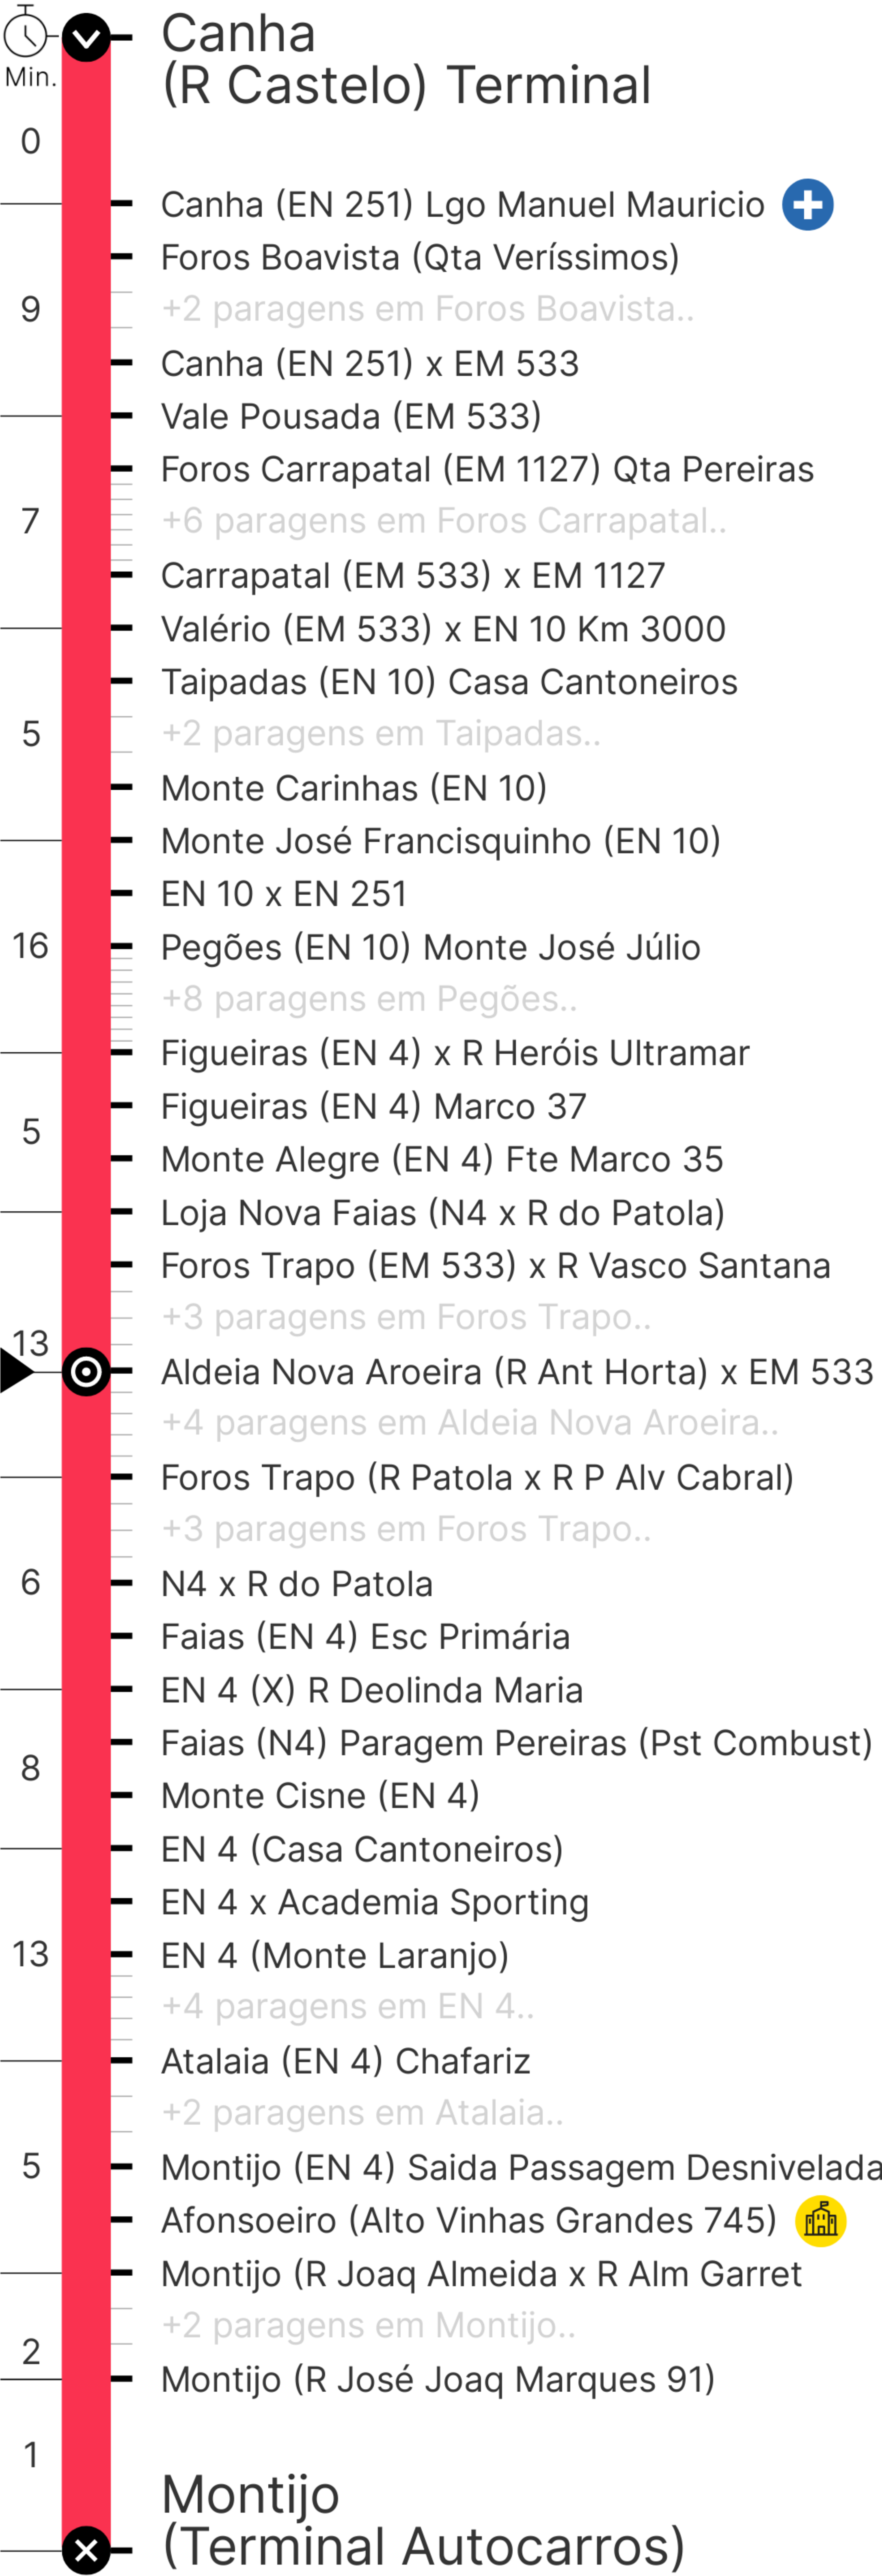 Canha
(R Castelo) Terminal
Min.
0
Canha (EN 251) Lgo Manuel Mauricio
Foros Boavista (Qta Veríssimos)
9
+2 paragens em Foros Boavista..
Canha (EN 251) x EM 533
Vale Pousada (EM 533)
Foros Carrapatal (EM 1127) Qta Pereiras
7
+6 paragens em Foros Carrapatal..
Carrapatal (EM 533) x EM 1127
Valério (EM 533) x EN 10 Km 3000
Taipadas (EN 10) Casa Cantoneiros
5
+2 paragens em Taipadas..
Monte Carinhas (EN 10)
Monte José Francisquinho (EN 10)
EN 10 x EN 251
16
Pegões (EN 10) Monte José Júlio
+8 paragens em Pegões..
Figueiras (EN 4) x R Heróis Ultramar
Figueiras (EN 4) Marco 37
5
Monte Alegre (EN 4) Fte Marco 35
Loja Nova Faias (N4 x R do Patola)
Foros Trapo (EM 533) x R Vasco Santana
+3 paragens em Foros Trapo..
13
Aldeia Nova Aroeira (R Ant Horta) x EM 533
+4 paragens em Aldeia Nova Aroeira..
Foros Trapo (R Patola x R P Alv Cabral)
+3 paragens em Foros Trapo..
6
N4 x R do Patola
Faias (EN 4) Esc Primária
EN 4 (X) R Deolinda Maria
Faias (N4) Paragem Pereiras (Pst Combust)
8
Monte Cisne (EN 4)
EN 4 (Casa Cantoneiros)
EN 4 x Academia Sporting
13
EN 4 (Monte Laranjo)
+4 paragens em EN 4..
Atalaia (EN 4) Chafariz
+2 paragens em Atalaia..
5
Montijo (EN 4) Saida Passagem Desnivelada
Afonsoeiro (Alto Vinhas Grandes 745)
Montijo (R Joaq Almeida x R Alm Garret
+2 paragens em Montijo..
2
Montijo (R José Joaq Marques 91)
1
Montijo
(Terminal Autocarros)